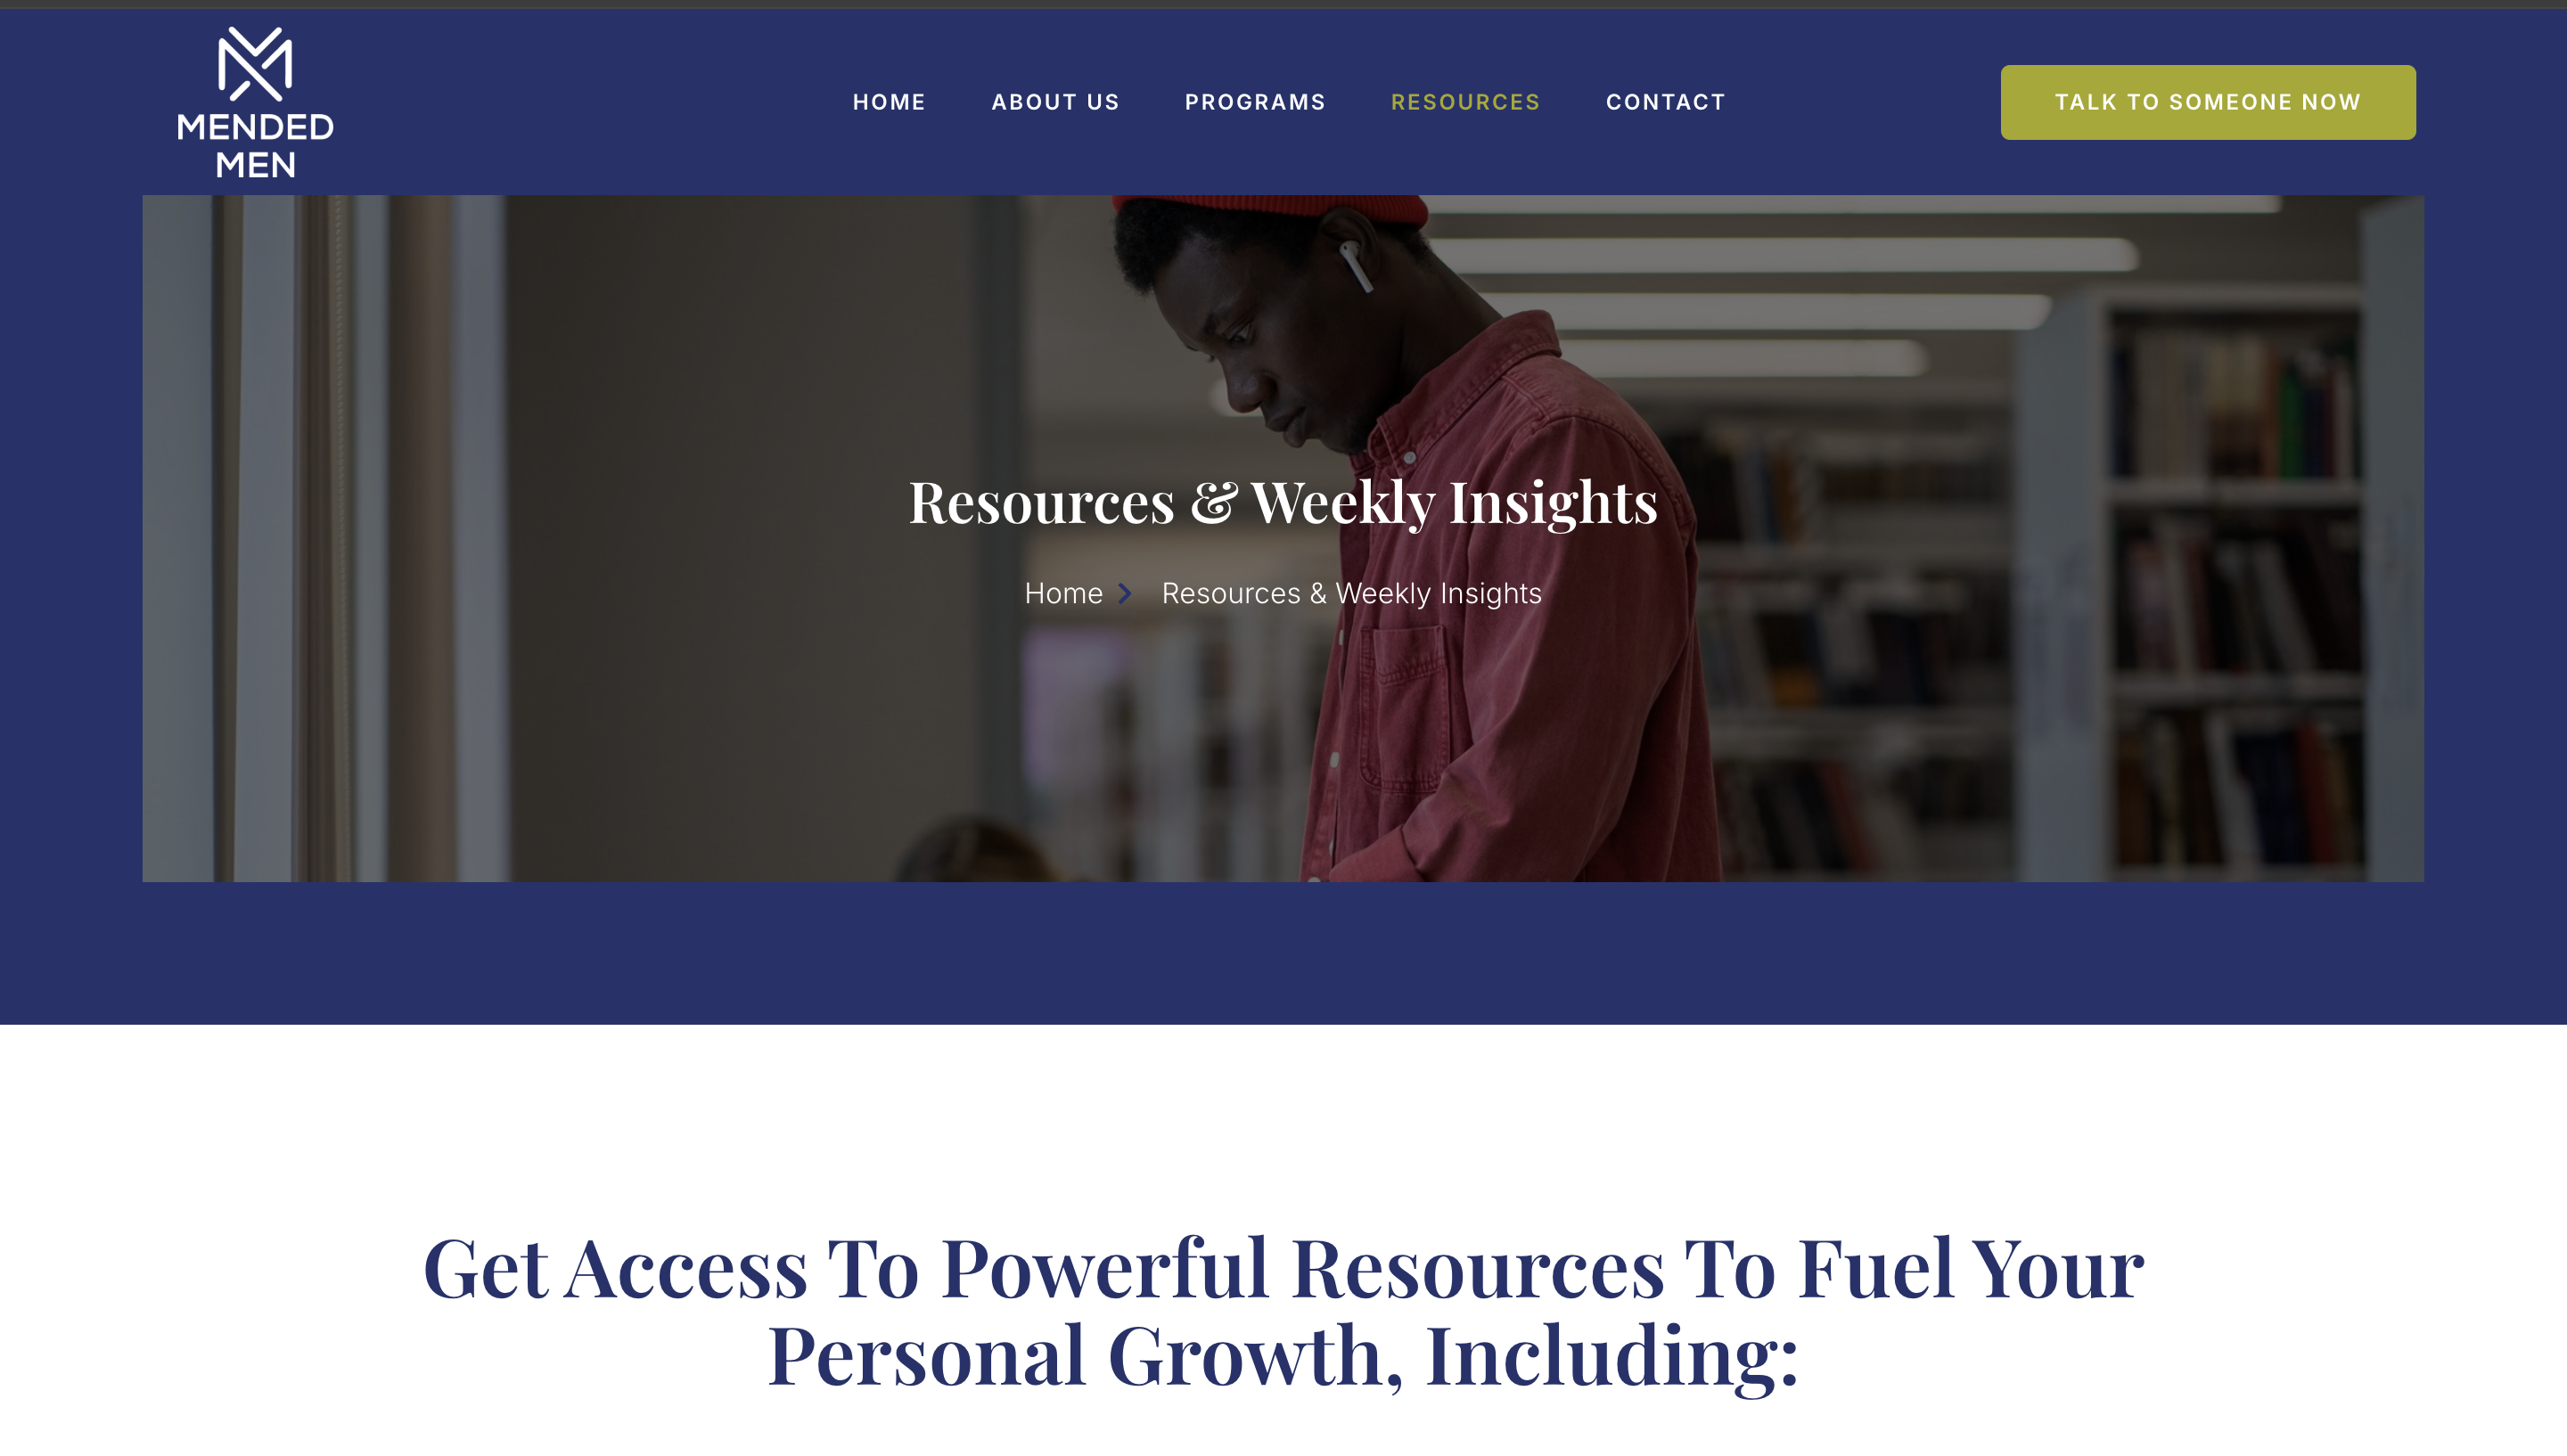 MENDED
MEN
HOME
ABOUT US
PROGRAMS
RESOURCES
CONTACT
TALK TO SOMEONE NOW
Resources & Weekly Insights
Home
Resources & Weekly Insights
Get Access To Powerful Resources To Fuel Your
Personal Growth, Including: